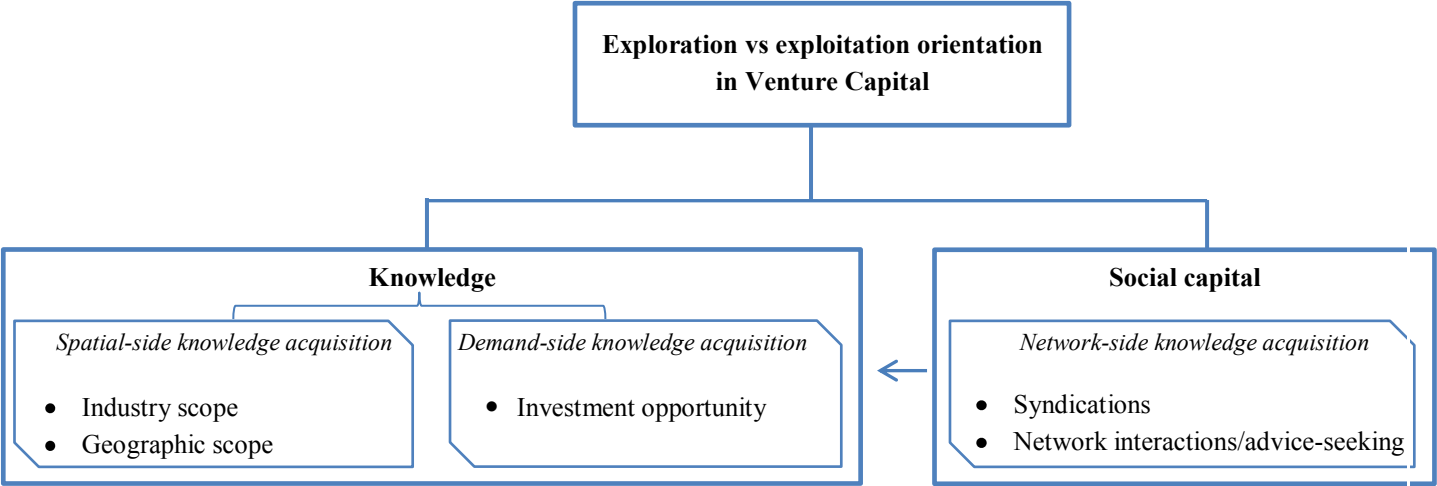 Exploration vs exploitation orientation
in Venture Capital
Knowledge
Spatial-side knowledge acquisition
• Industry scope
• Geographic scope
Demand-side knowledge acquisition
• Investment opportunity
Social capital
Network-side knowledge acquisition
• Syndications
• Network interactions/advice-seeking